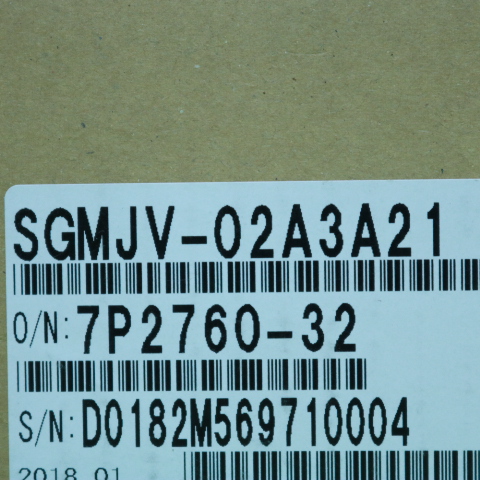 SGMJV-02A3A21
O/N: 7P2760-32
S/N: D0182M569710004
2018 01